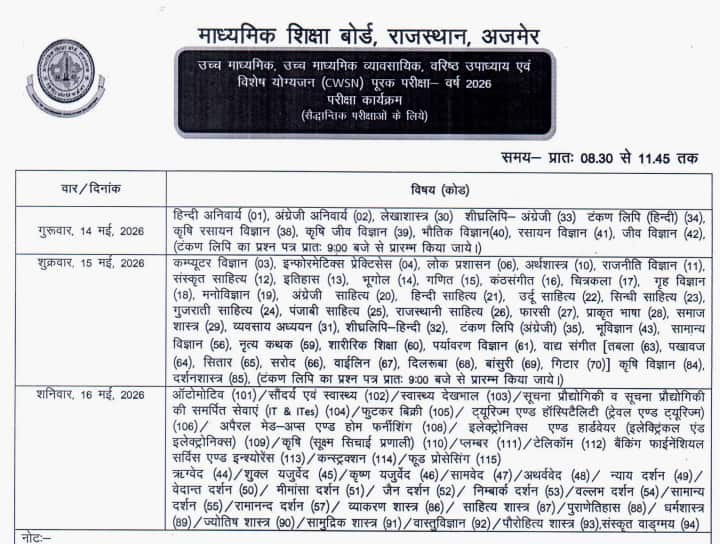 माध्यमिक शिक्षा बोर्ड, राजस्थान, अजमेर
उच्च माध्यमिक, उच्च माध्यमिक व्यावसायिक, वरिष्ठ उपाध्याय एवं
विशेष योग्यजन (CWSN) पूरक परीक्षा– वर्ष 2026
परीक्षा कार्यक्रम
(सैद्धान्तिक परीक्षाओं के लिये)
समय– प्रातः 08.30 से 11.45 तक
वार/दिनांक
विषय (कोड)
गुरूवार, 14 मई, 2026
हिन्दी अनिवार्य (01), अंग्रेजी अनिवार्य (02), लेखाशास्त्र (30) शीघ्रलिपि– अंग्रेजी (33) टंकण लिपि (हिन्दी) (34),
कृषि रसायन विज्ञान (38), कृषि जीव विज्ञान (39), भौतिक विज्ञान(40), रसायन विज्ञान (41), जीव विज्ञान (42),
(टंकण लिपि का प्रश्न पत्र प्रातः 9:00 बजे से प्रारम्भ किया जाये।)
शुक्रवार, 15 मई, 2026
कम्प्यूटर विज्ञान (03), इन्फोरमेटिक्स प्रेक्टिसेस (04), लोक प्रशासन (06), अर्थशास्त्र (10), राजनीति विज्ञान (11),
संस्कृत साहित्य (12), इतिहास (13), भूगोल (14), गणित (15), कंठसंगीत (16), चित्रकला (17), गृह विज्ञान
(18), मनोविज्ञान (19), अंग्रेजी साहित्य (20), हिन्दी साहित्य (21), उर्दू साहित्य (22), सिन्धी साहित्य (23),
गुजराती साहित्य (24), पंजाबी साहित्य (25), राजस्थानी साहित्य (26), फारसी (27), प्राकृत भाषा (28), समाज
शास्त्र (29), व्यवसाय अध्ययन (31), शीघ्रलिपि–हिन्दी (32), टंकण लिपि (अंग्रेजी) (35), भूविज्ञान (43), सामान्य
विज्ञान (56), नृत्य कथक (59), शारीरिक शिक्षा (60), पर्यावरण विज्ञान (61), वाद्य संगीत [तबला (63), पखावज
(64), सितार (65), सरोद (66), वाईलिन (67), दिलरूबा (68), बांसुरी (69), गिटार (70)] कृषि विज्ञान (84),
दर्शनशास्त्र (85), (टंकण लिपि का प्रश्न पत्र प्रातः 9:00 बजे से प्रारम्भ किया जाये।)
शनिवार, 16 मई, 2026
ऑटोमोटिव (101)/सौंदर्य एवं स्वास्थ्य (102)/स्वास्थ्य देखभाल (103)/सूचना प्रौद्योगिकी व सूचना प्रौद्योगिकी
की समर्पित सेवाएं (IT & ITes) (104)/फुटकर बिक्री (105)/ ट्यूरिज्म एण्ड हॉस्पिटैलिटी (ट्रेवल एण्ड ट्यूरिज्म)
(106)/ अपैरल मेड–अप्स एण्ड होम फर्नीशिंग (108)/ इलेक्ट्रोनिक्स एण्ड हार्डवेयर (इलेक्ट्रिकल एंड
इलेक्ट्रोनिक्स) (109)/कृषि (सूक्ष्म सिचाई प्रणाली) (110)/प्लम्बर (111)/टेलिकॉम (112) बैंकिंग फाईनेंशियल
सर्विस एण्ड इन्श्योरेंस (113)/कन्स्ट्रक्शन (114)/फूड प्रोसेसिंग (115)
ऋग्वेद (44)/शुक्ल यजुर्वेद (45)/कृष्ण यजुर्वेद (46)/सामवेद (47)/अथर्ववेद (48)/ न्याय दर्शन (49)/
वेदान्त दर्शन (50)/ मीमांसा दर्शन (51)/ जैन दर्शन (52)/ निम्बार्क दर्शन (53)/वल्लभ दर्शन (54)/सामान्य
दर्शन (55)/रामानन्द दर्शन (57)/ व्याकरण शास्त्र (86)/ साहित्य शास्त्र (87)/पुराणेतिहास (88)/ धर्मशास्त्र
(89)/ज्योतिष शास्त्र (90)/सामुद्रिक शास्त्र (91)/वास्तुविज्ञान (92)/पौरोहित्य शास्त्र (93),संस्कृत वाङ्मय (94)
नोटः–